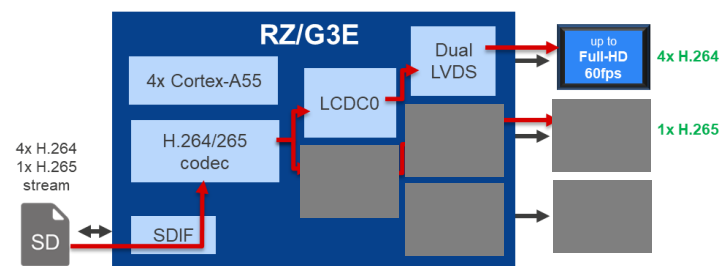 RZ/G3E
4x Cortex-A55
H.264/265
codec
LCDC0
Dual
LVDS
up to
Full-HD
60fps
4x H.264
1x H.265
4x H.264
1x H.265
stream
SD
SDIF